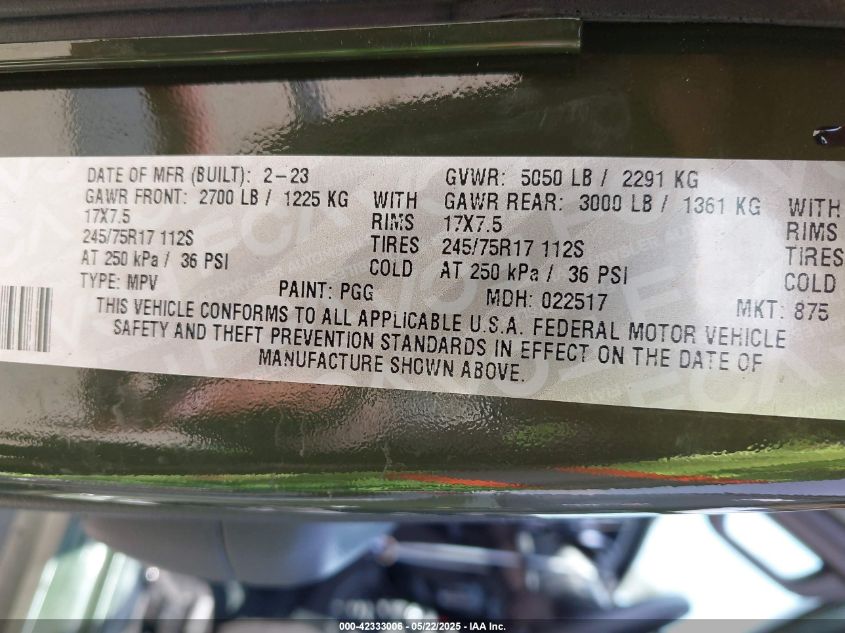 DATE OF MFR (BUILT): 2-23 GVWR: 5050 LB / 2291 KG
GAWR FRONT: 2700 LB / 1225 KG WITH GAWR REAR: 3000 LB / 1361 KG WITH
17X7.5 RIMS 17X7.5 RIMS
245/75R17 112S TIRES 245/75R17 112S TIRES
AT 250 kPa / 36 PSI COLD AT 250 kPa / 36 PSI COLD
TYPE: MPV PAINT: PGG MDH: 022517 MKT: 875
THIS VEHICLE CONFORMS TO ALL APPLICABLE U.S.A. FEDERAL MOTOR VEHICLE
SAFETY AND THEFT PREVENTION STANDARDS IN EFFECT ON THE DATE OF
MANUFACTURE SHOWN ABOVE.
000-42333006 - 05/22/2025 - IAA Inc.